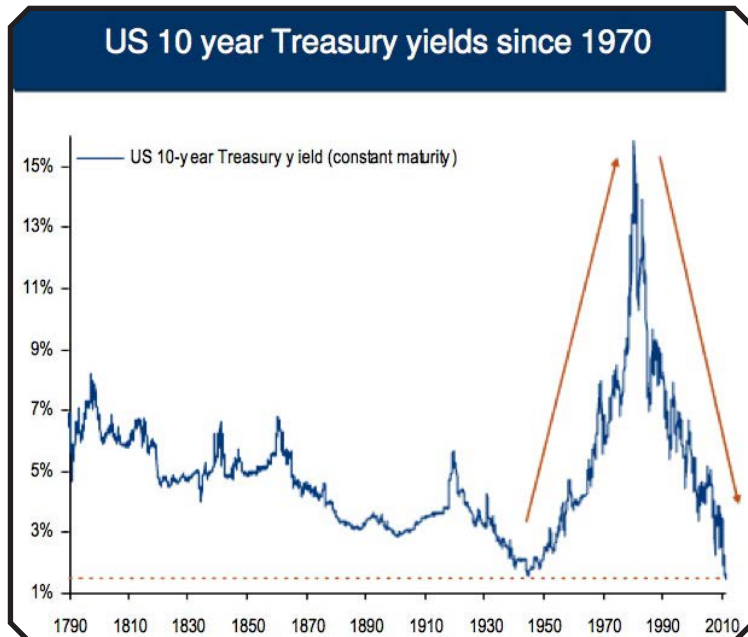 US 10 year Treasury yields since 1970
US 10-year Treasury y ield (constant maturity)
15%
13%
11%
9%
7%
5%
3%
1%
1790 1810 1830 1850 1870 1890 1910 1930 1950 1970 1990 2010